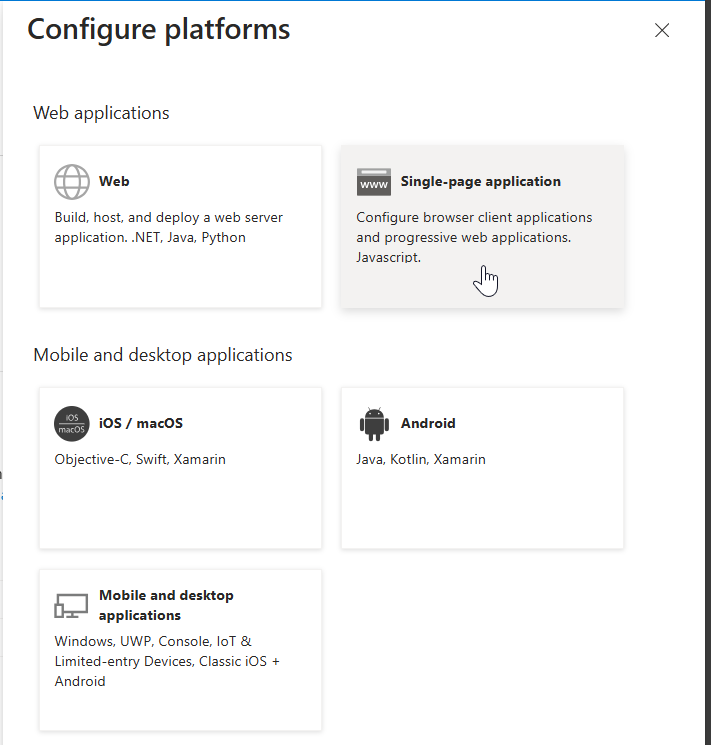 Configure platforms
Web applications
Web
Build, host, and deploy a web server
application. .NET, Java, Python
www
Single-page application
Configure browser client applications
and progressive web applications.
Javascript.
Mobile and desktop applications
iOS
macOS
iOS / macOS
Objective-C, Swift, Xamarin
Android
Java, Kotlin, Xamarin
Mobile and desktop
applications
Windows, UWP, Console, IoT &
Limited-entry Devices, Classic iOS +
Android